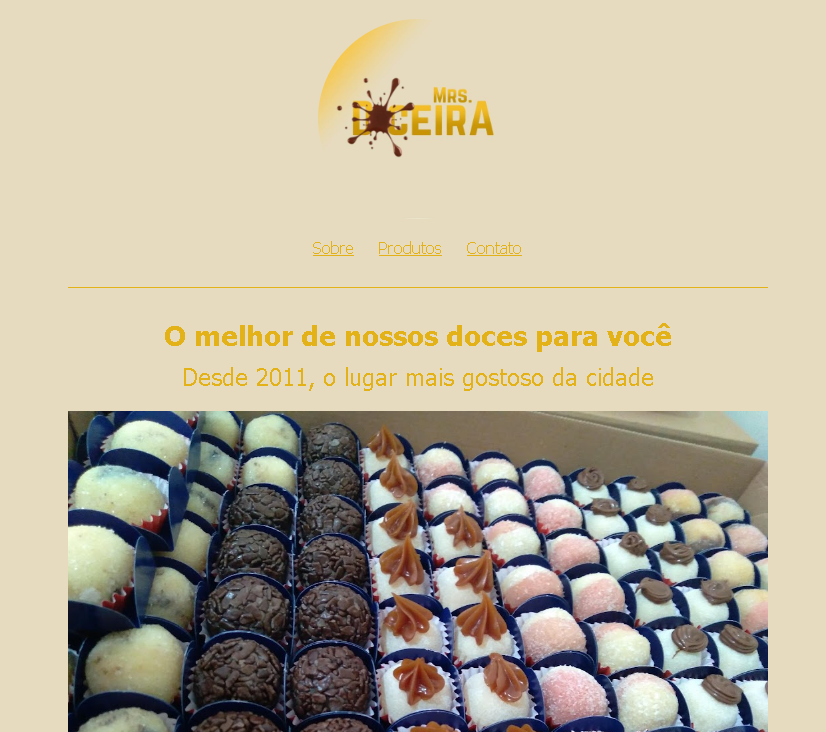 MRS.
DOCEIRA
Sobre Produtos Contato
O melhor de nossos doces para você
Desde 2011, o lugar mais gostoso da cidade